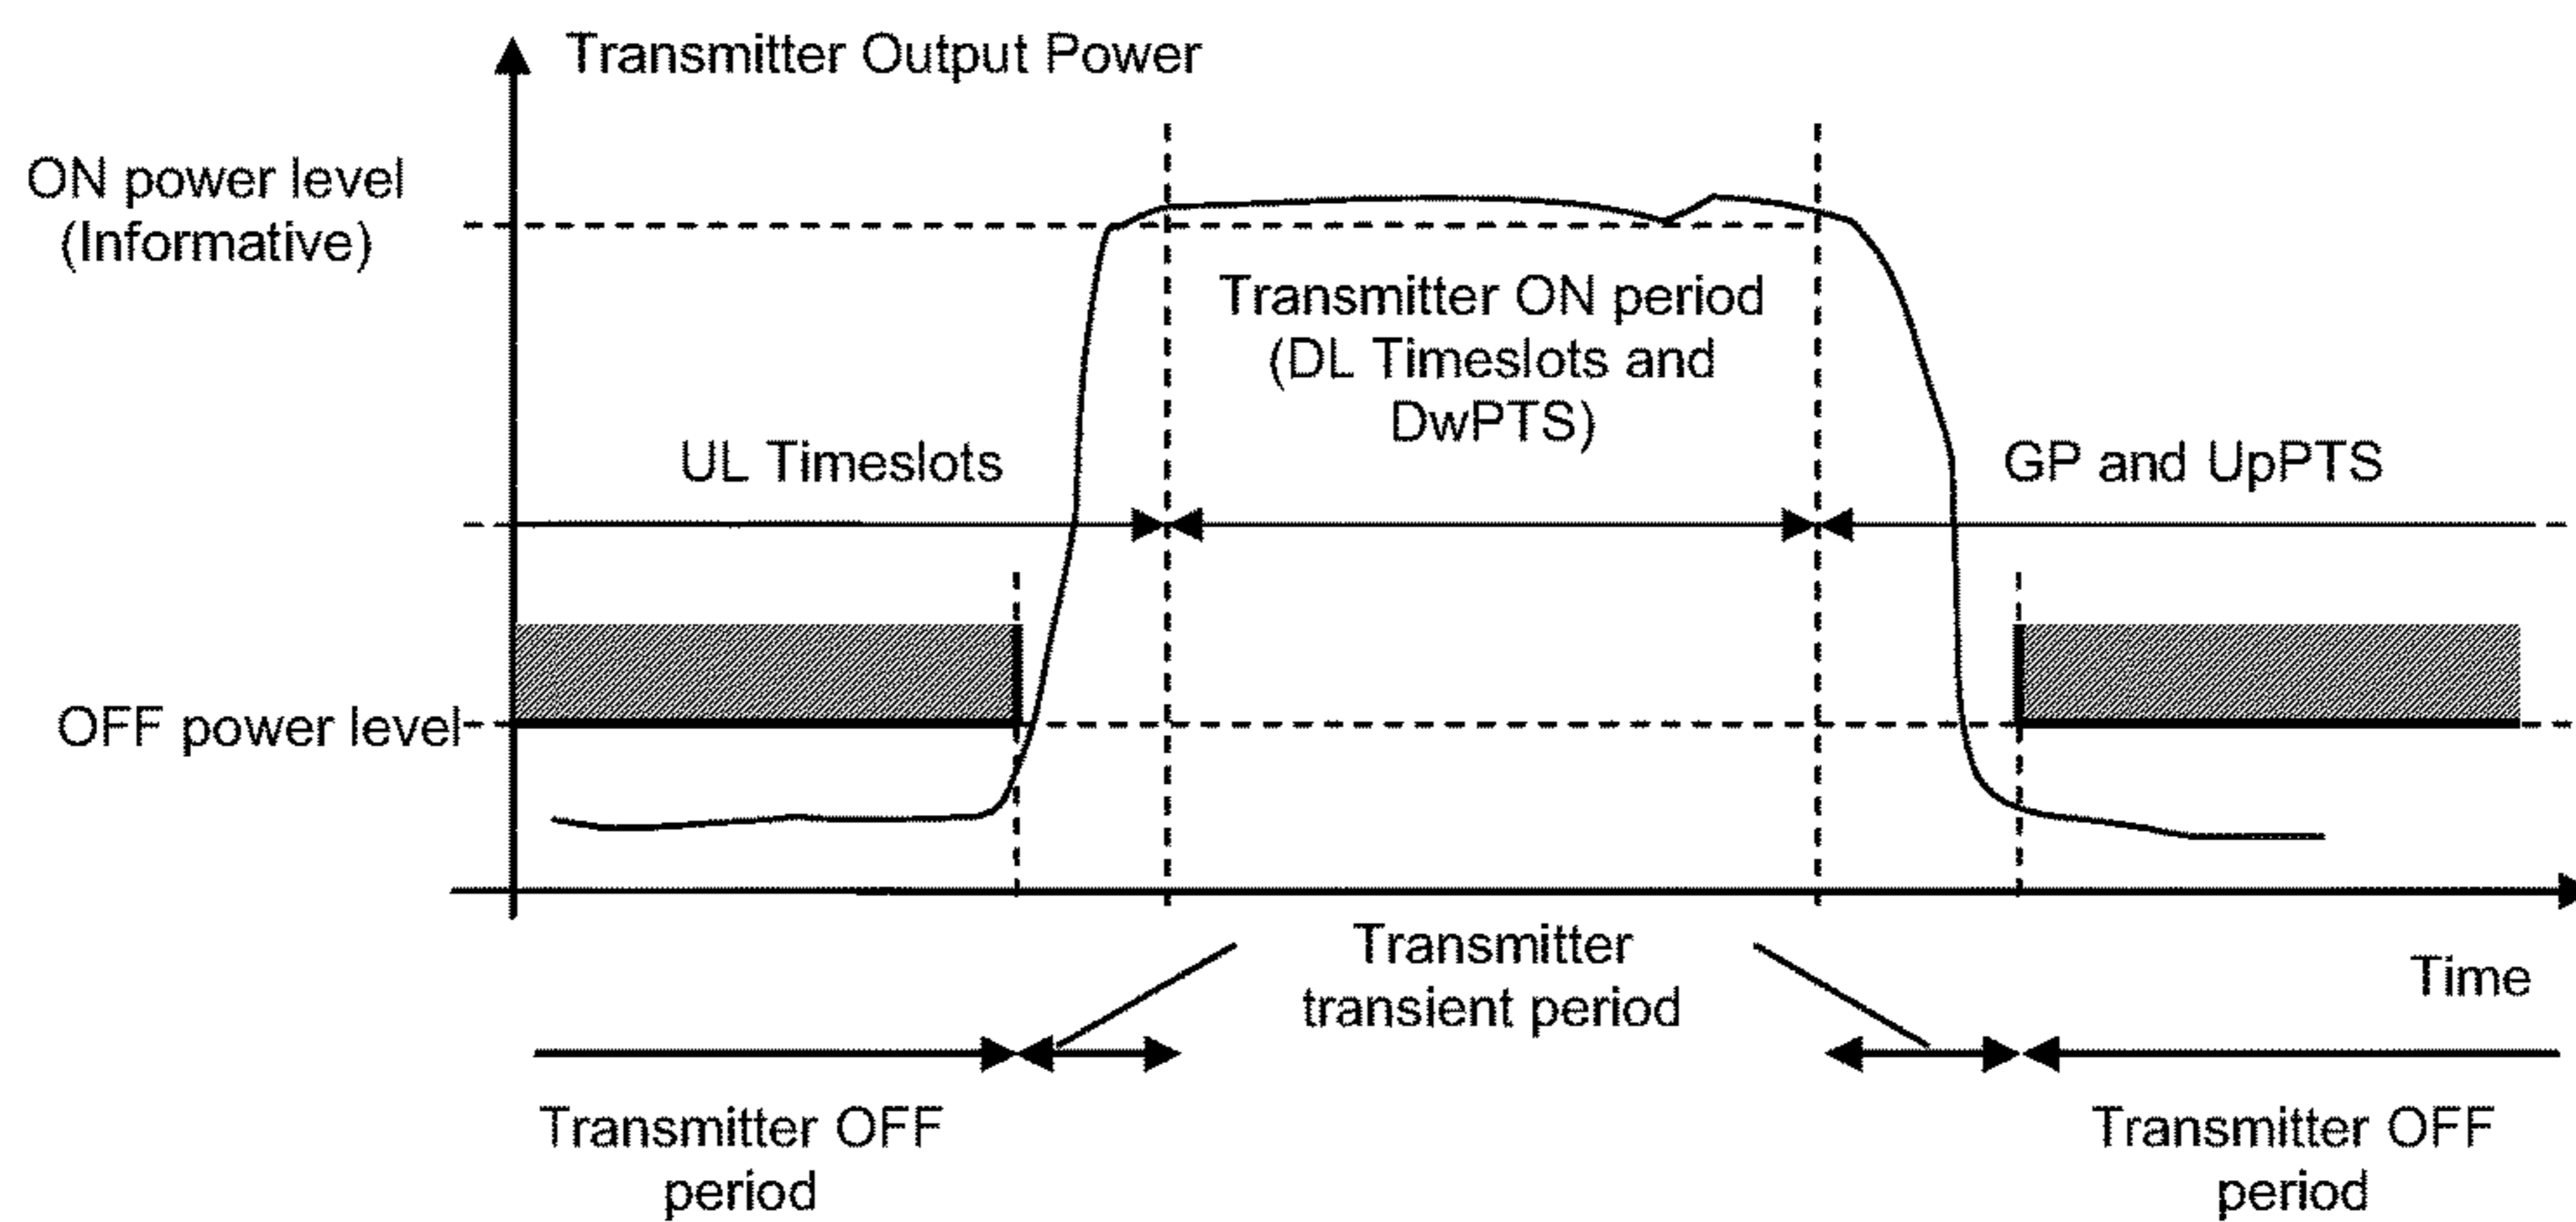 Transmitter Output Power
ON power level
(Informative)
Transmitter ON period
(DL Timeslots and
DwPTS)
UL Timeslots
GP and UpPTS
OFF power level
Transmitter
transient period
Time
Transmitter OFF
period
Transmitter OFF
period